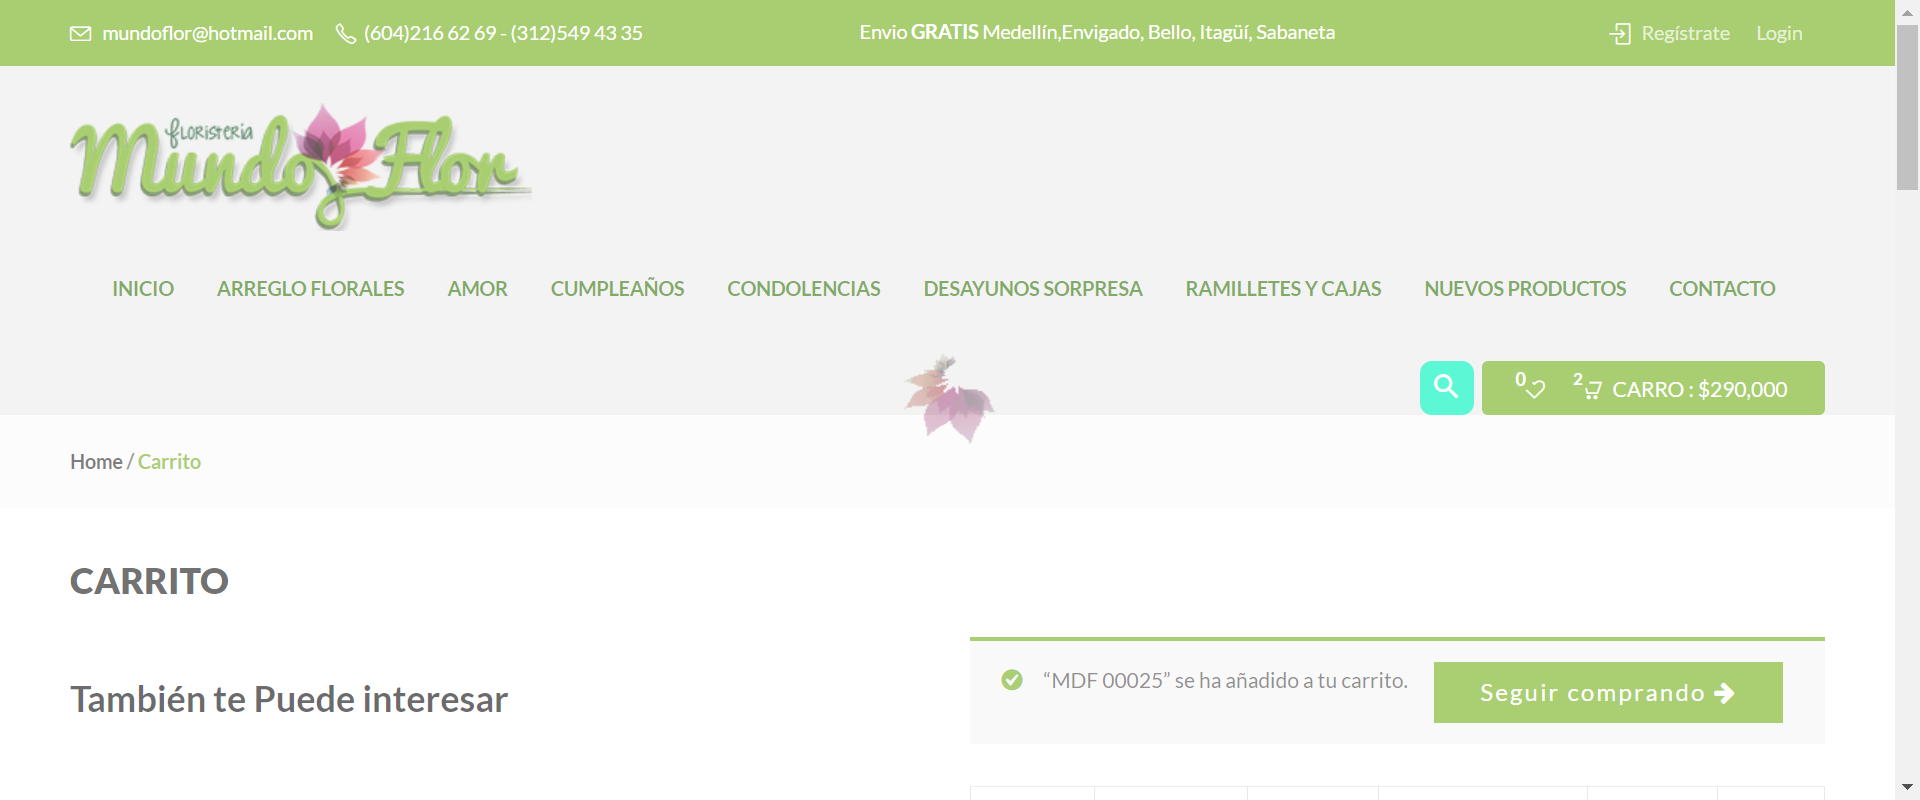 mundoflor@hotmail.com (604)216 62 69 - (312)549 43 35 Envio GRATIS Medellín,Envigado, Bello, Itagüí, Sabaneta Regístrate Login
floristeria
Mundo Flor
INICIO ARREGLO FLORALES AMOR CUMPLEAÑOS CONDOLENCIAS DESAYUNOS SORPRESA RAMILLETES Y CAJAS NUEVOS PRODUCTOS CONTACTO
0 2 CARRO : $290,000
Home / Carrito
CARRITO
También te Puede interesar
“MDF 00025” se ha añadido a tu carrito.
Seguir comprando